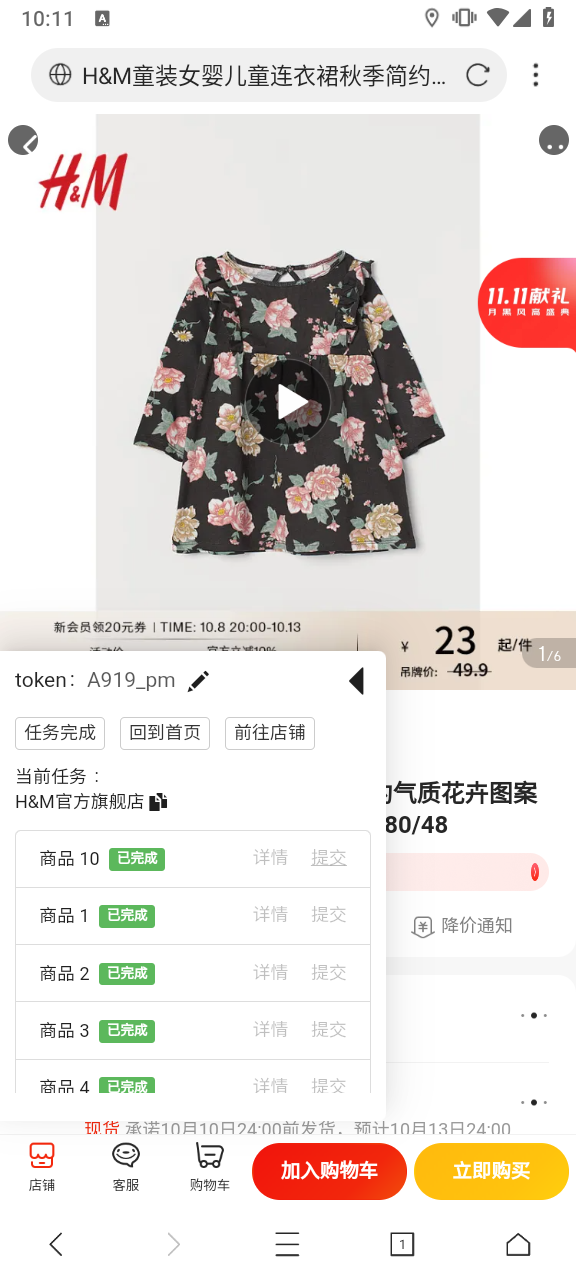 10:11
A
H&M童装女婴儿童连衣裙秋季简约...
H&M
11.11献礼
月黑风高盛典
新会员领20元券 | TIME: 10.8 20:00-10.13
¥ 23 起/件
吊牌价: 49.9
1/6
token: A919_pm
任务完成 回到首页 前往店铺
当前任务：
H&M官方旗舰店
气质花卉图案
80/48
商品 10 已完成 详情 提交
降价通知
商品 1 已完成 详情 提交
商品 2 已完成 详情 提交
商品 3 已完成 详情 提交
商品 4 已完成 详情 提交
现货 承诺10月10日24:00前发货，预计10月13日24:00
店铺 客服 购物车 加入购物车 立即购买
1